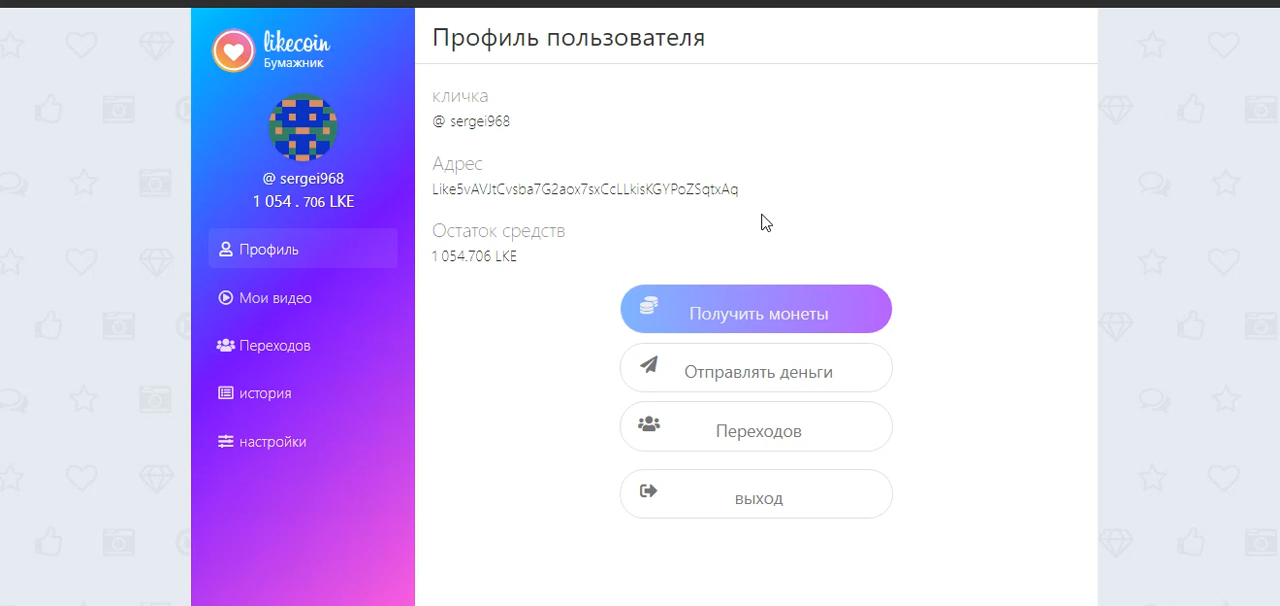 likecoin
Бумажник
@ sergei968
1 054 . 706 LKE
Профиль
Мои видео
Переходов
история
настройки
Профиль пользователя
кличка
@ sergei968
Адрес
Like5vAVJtCvsba7G2aox7sxCcLLkisKGYPoZSqtxAq
Остаток средств
1 054.706 LKE
Получить монеты
Отправлять деньги
Переходов
выход